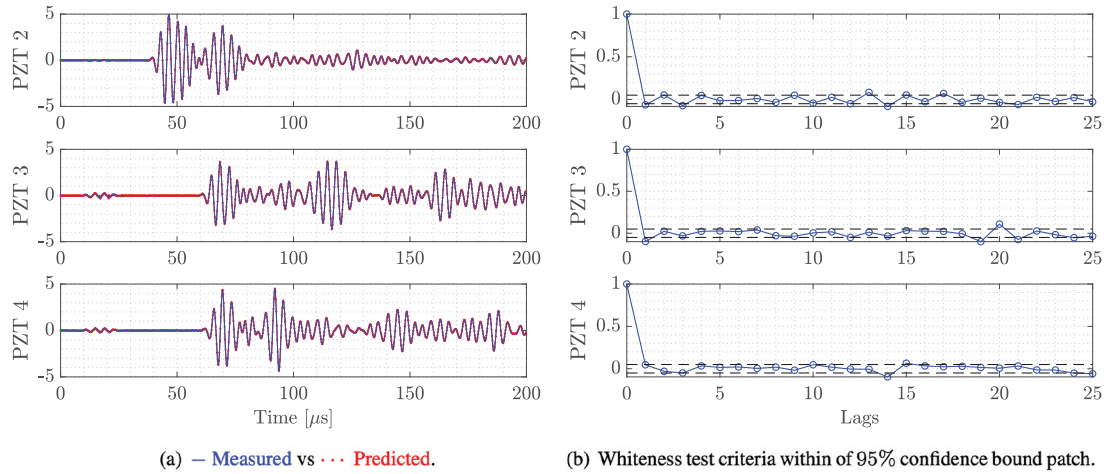 PZT 2
5
0
-5
0 50 100 150 200
PZT 3
5
0
-5
0 50 100 150 200
PZT 4
5
0
-5
0 50 100 150 200
Time [μs]
(a) — Measured vs ··· Predicted.
PZT 2
1
0.5
0
0 5 10 15 20 25
PZT 3
1
0.5
0
0 5 10 15 20 25
PZT 4
1
0.5
0
0 5 10 15 20 25
Lags
(b) Whiteness test criteria within of 95% confidence bound patch.